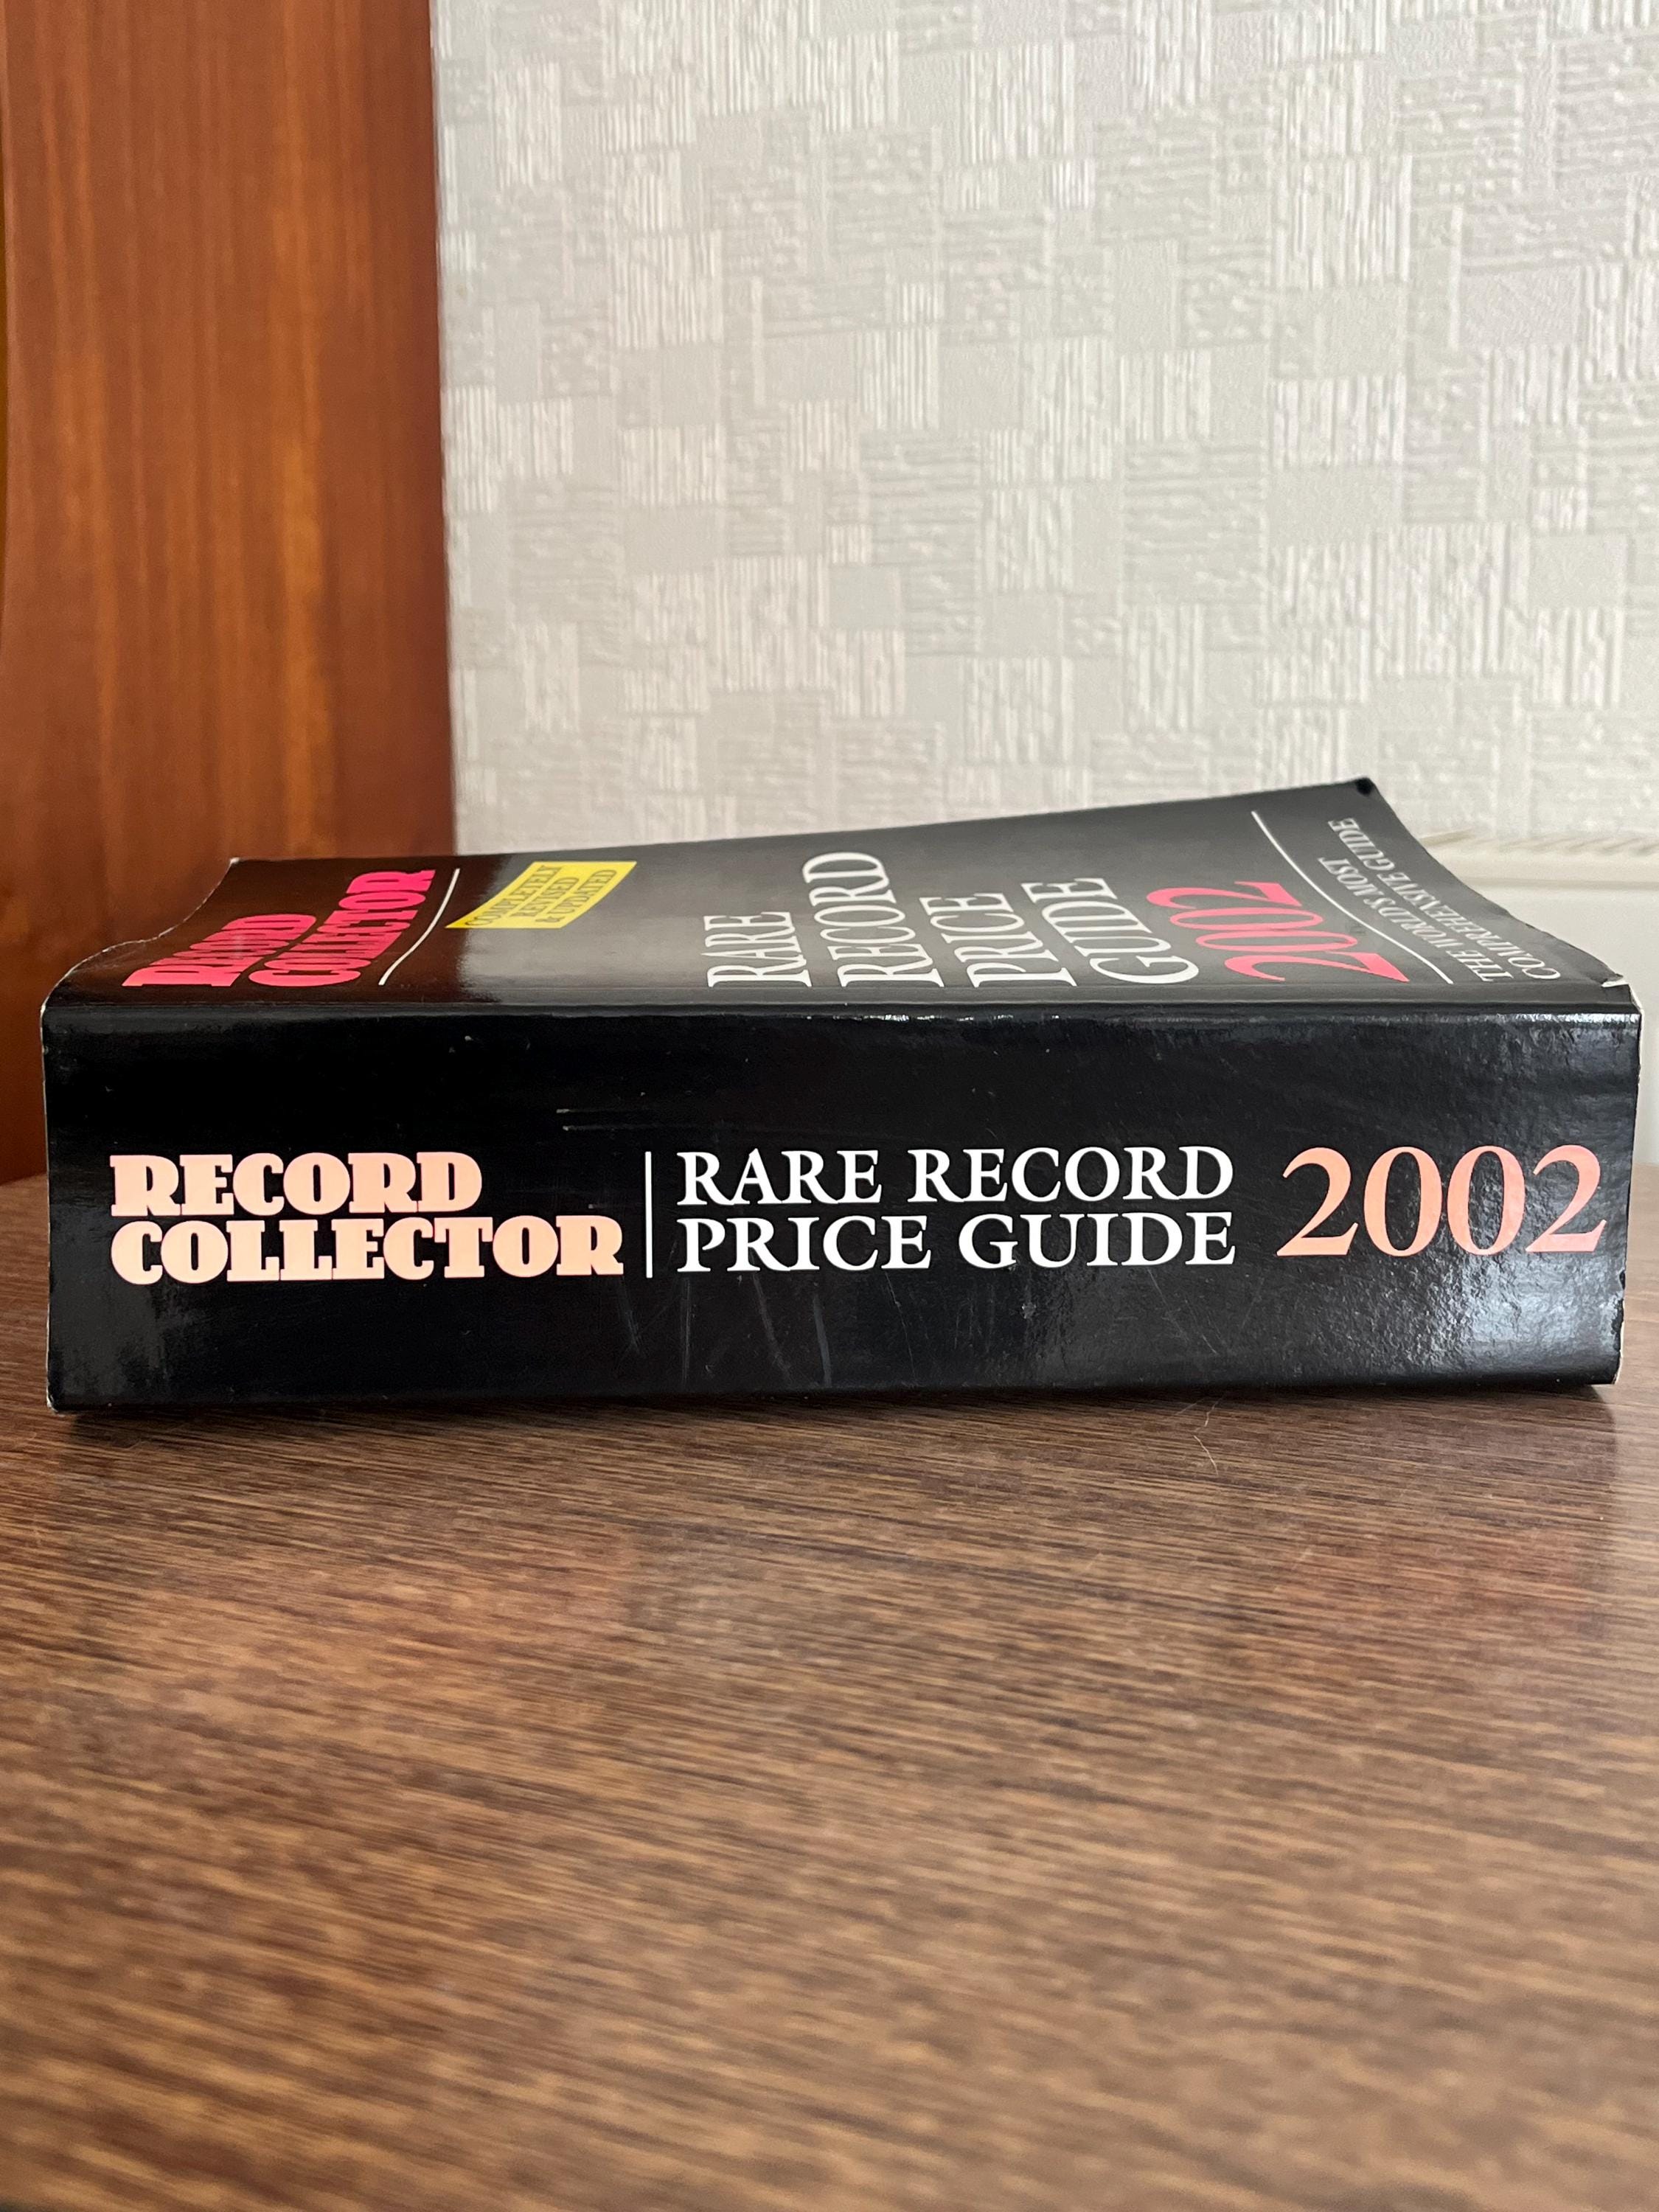 RECORD
COLLECTOR
COMPLETELY
REVISED
& UPDATED
RARE
RECORD
PRICE
GUIDE
2002
THE WORLD'S MOST
COMPREHENSIVE GUIDE
RECORD
COLLECTOR
RARE RECORD
PRICE GUIDE
2002